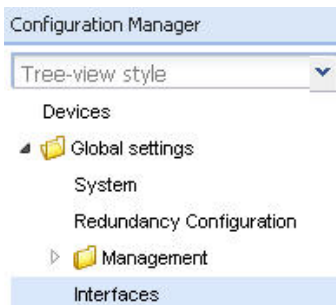 Configuration Manager
Tree-view style
Devices
Global settings
System
Redundancy Configuration
Management
Interfaces